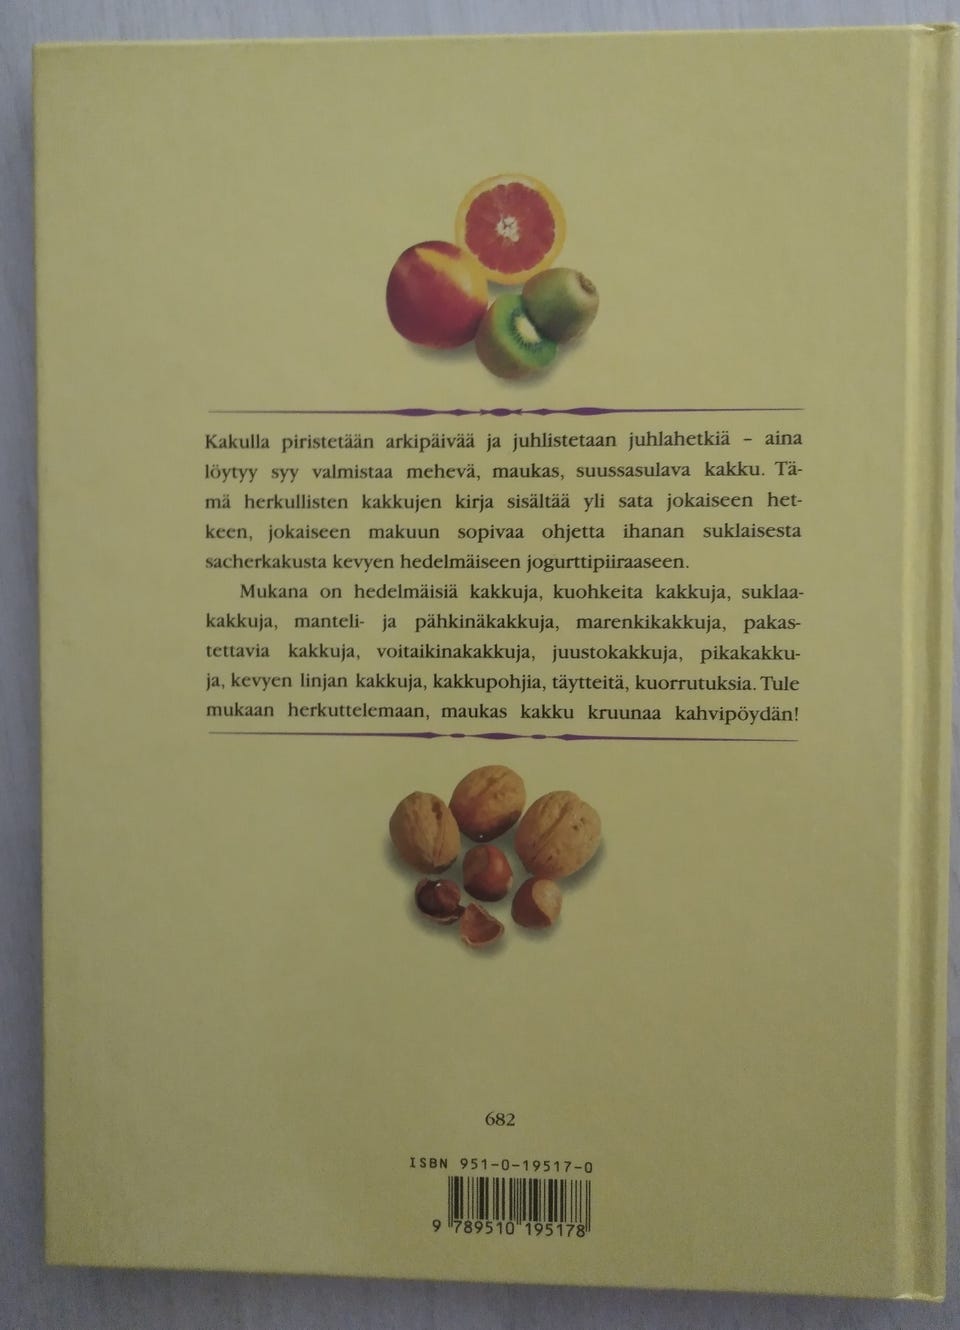 Kakulla piristetään arkipäivää ja juhlistetaan juhlahetkiä – aina
löytyy syy valmistaa mehevä, maukas, suussasulava kakku. Tä-
mä herkullisten kakkujen kirja sisältää yli sata jokaiseen het-
keen, jokaiseen makuun sopivaa ohjetta ihanan suklaisesta
sacherkakusta kevyen hedelmäiseen jogurttipiiraaseen.
Mukana on hedelmäisiä kakkuja, kuohkeita kakkuja, suklaa-
kakkuja, manteli- ja pähkinäkakkuja, marenkikakkuja, pakas-
tettavia kakkuja, voitaikinakakkuja, juustokakkuja, pikakakku-
ja, kevyen linjan kakkuja, kakkupohjia, täytteitä, kuorrutuksia. Tule
mukaan herkuttelemaan, maukas kakku kruunaa kahvipöydän!
682
ISBN 951-0-19517-0
9 789510 195178